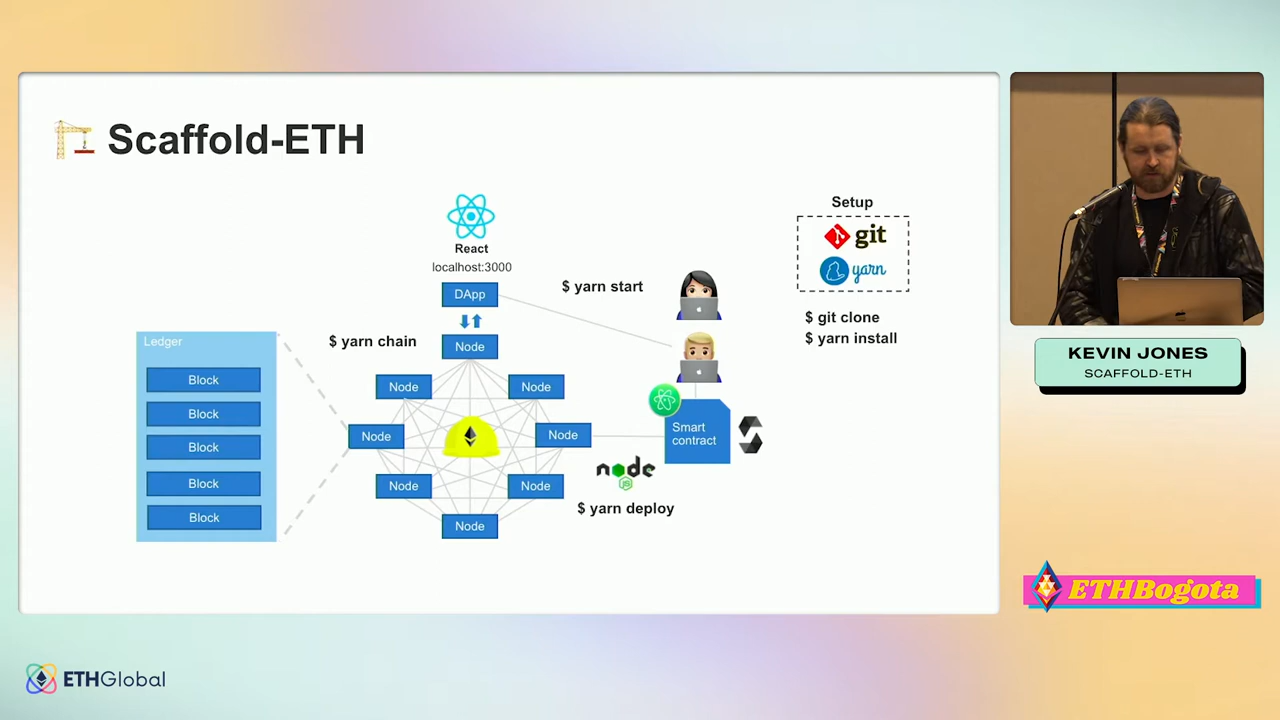 Scaffold-ETH
React
localhost:3000
DApp
$ yarn start
Setup
git
yarn
$ git clone
$ yarn install
$ yarn chain
Node
Node
Node
Node
Node
Node
Node
Node
Ledger
Block
Block
Block
Block
Block
Smart
contract
node
JS
$ yarn deploy
KEVIN JONES
SCAFFOLD-ETH
ETHBogota
ETHGlobal